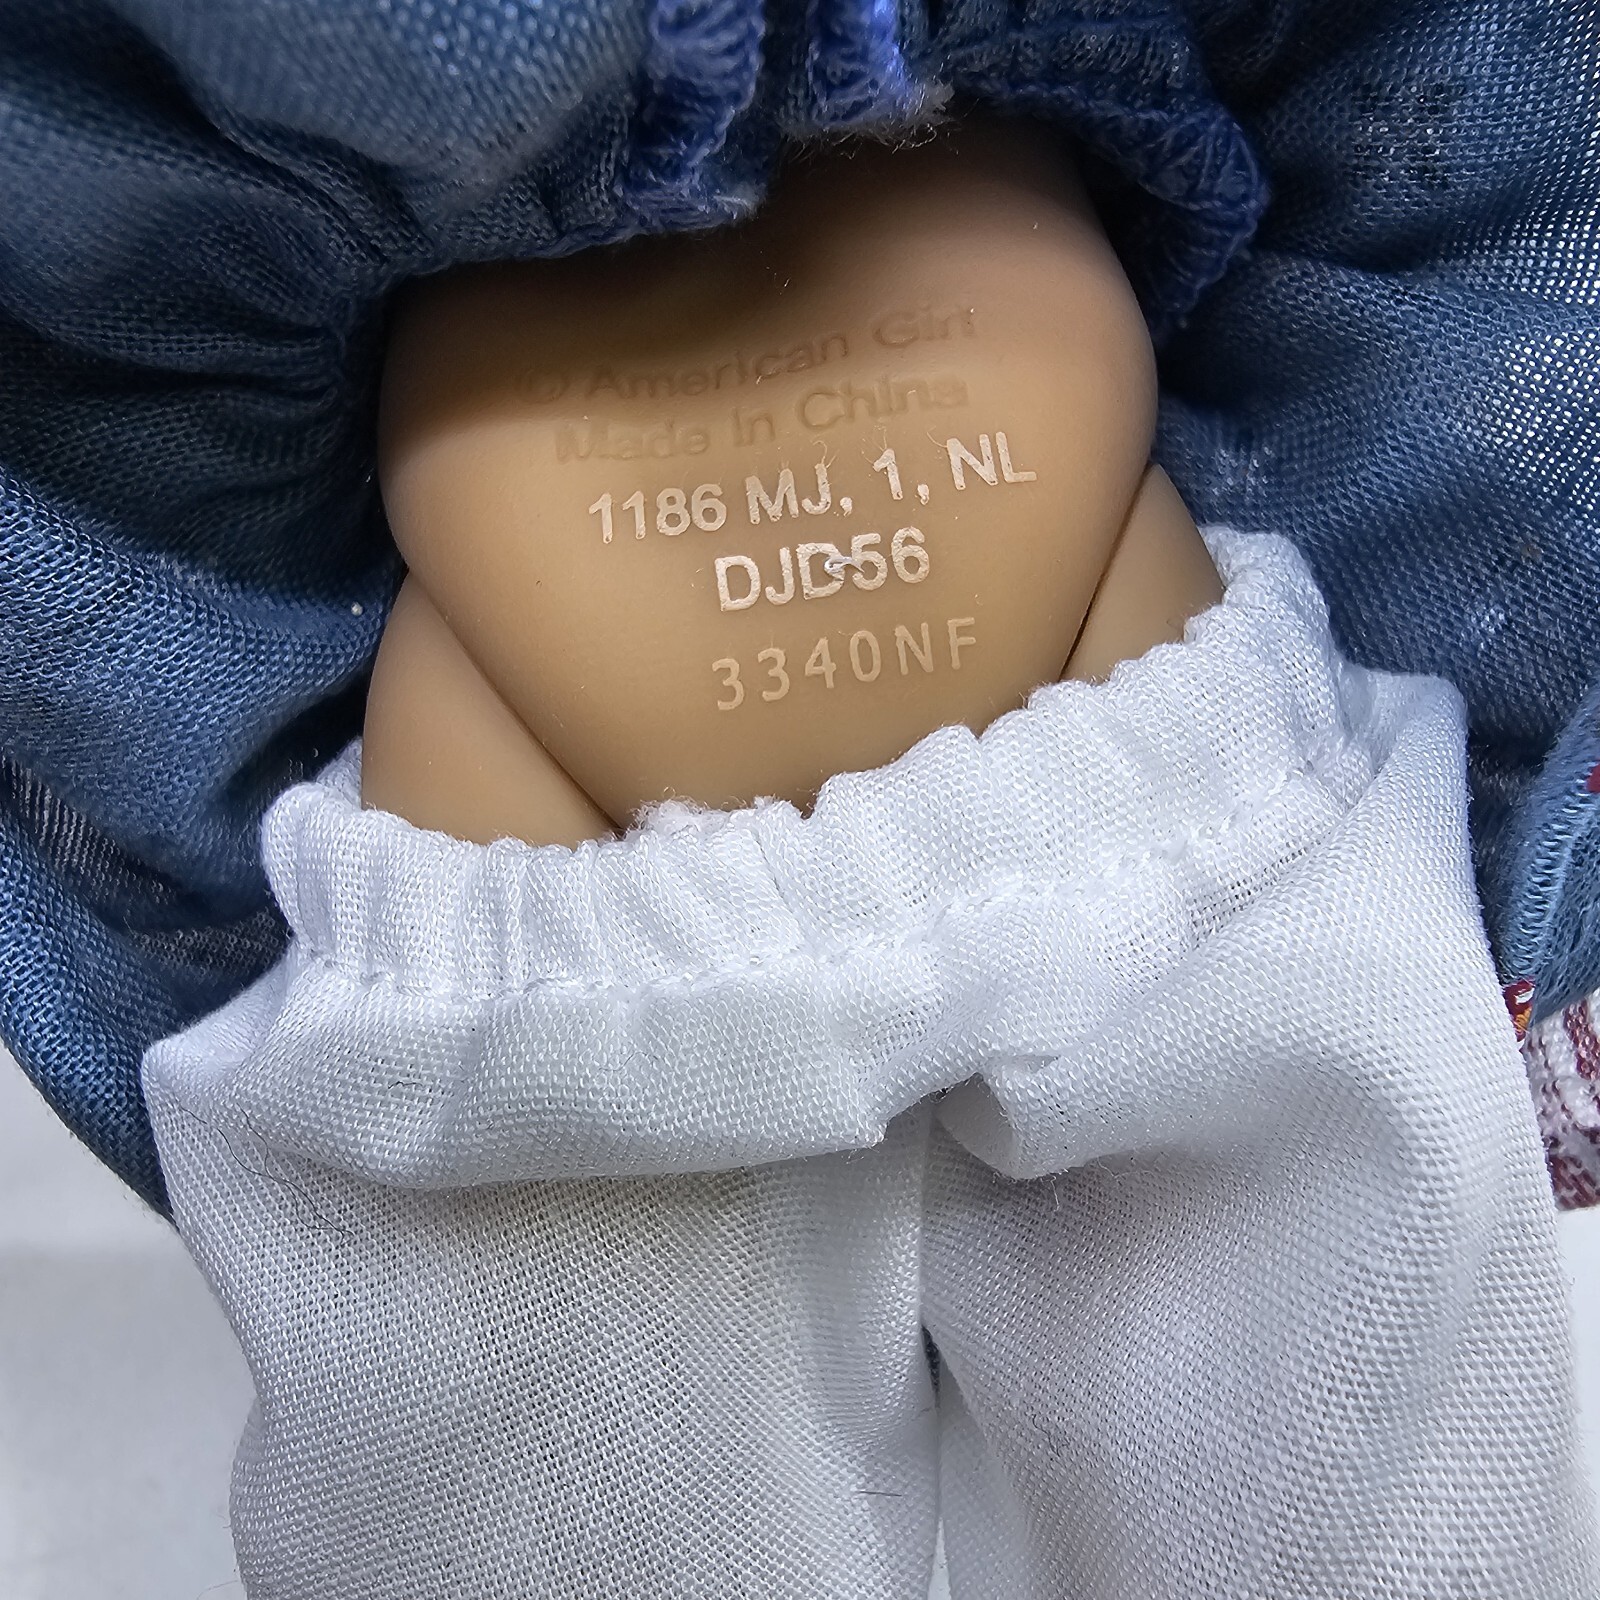 © American Girl
Made in China
1186 MJ, 1, NL
DJD56
3340NF